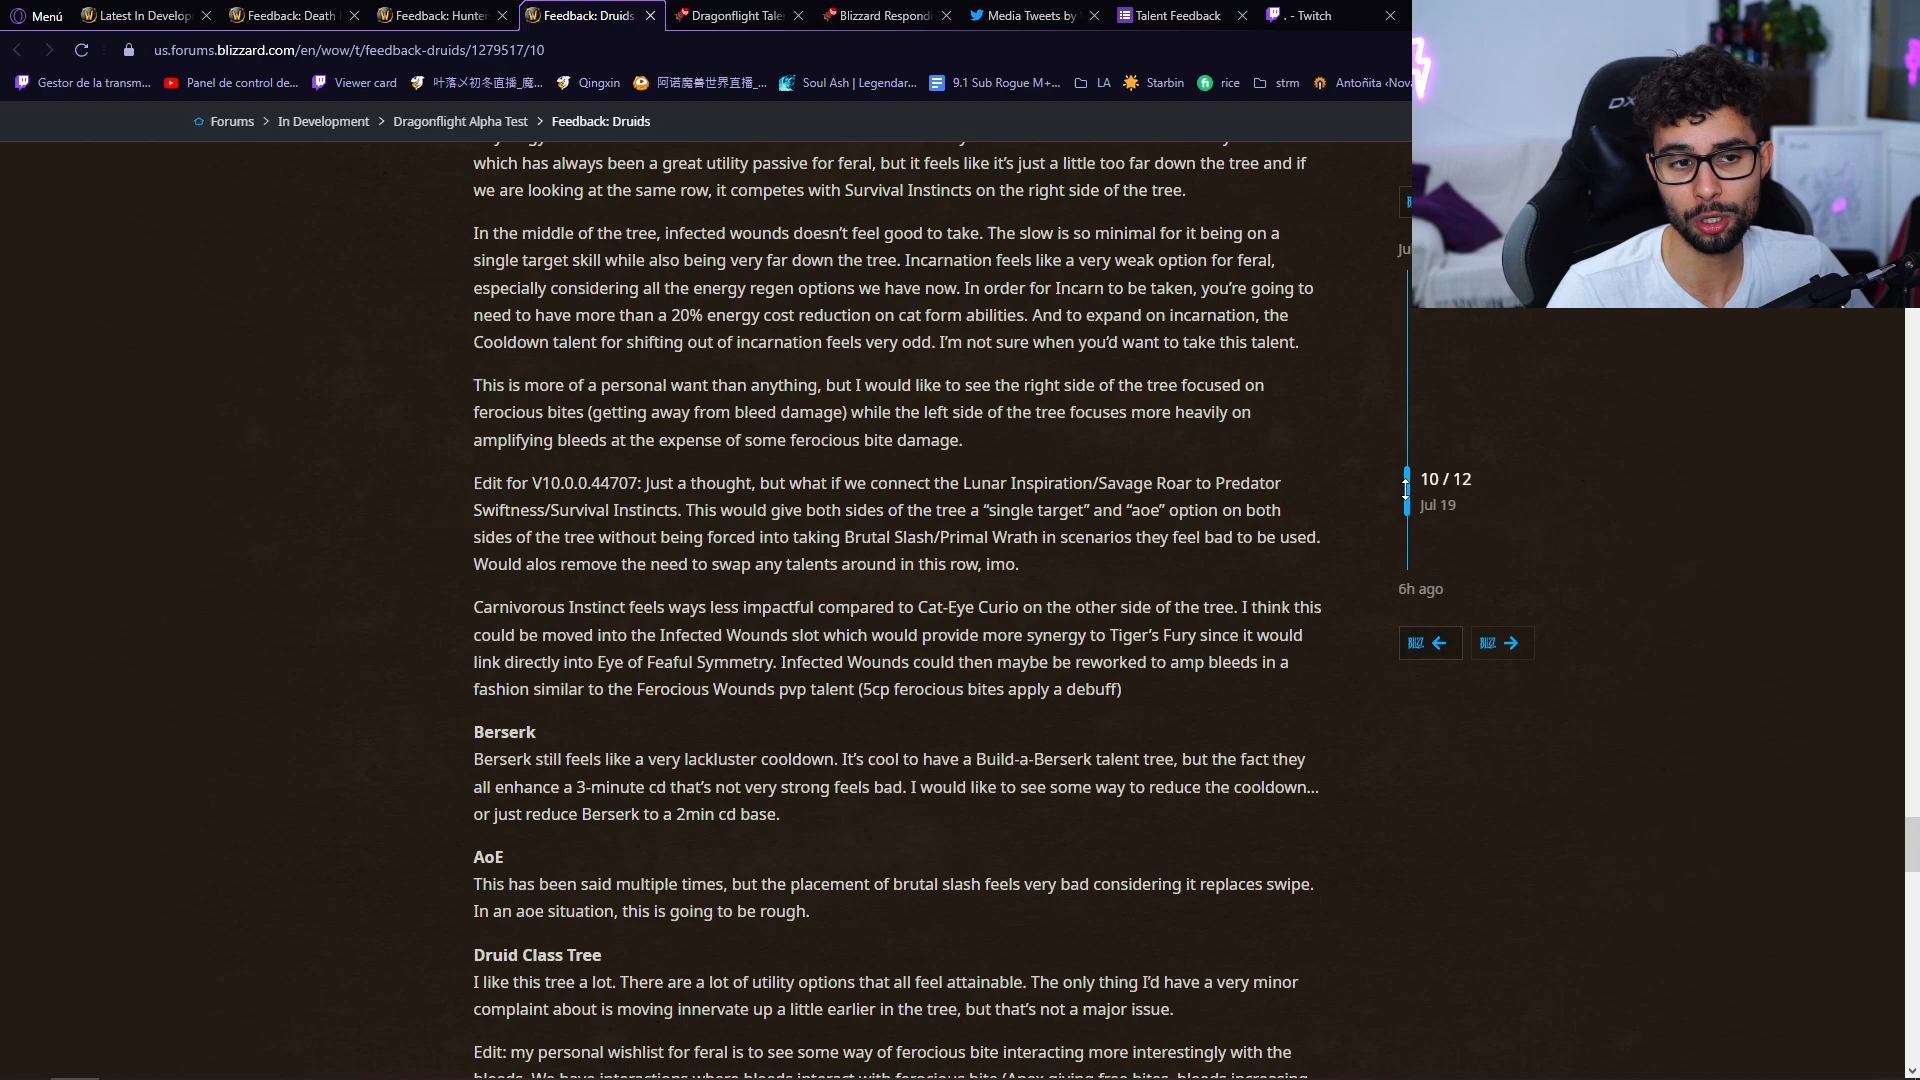 Menú
Latest In Develop
Feedback: Death
Feedback: Hunter
Feedback: Druids
Dragonflight Tale
Blizzard Respondi
Media Tweets by
Talent Feedback
. - Twitch
us.forums.blizzard.com/en/wow/t/feedback-druids/1279517/10
Gestor de la transm...
Panel de control de...
Viewer card
叶落乄初冬直播_魔...
Qingxin
阿诺魔兽世界直播_...
Soul Ash | Legendar...
9.1 Sub Rogue M+...
LA
Starbin
rice
strm
Antoñita ‹Nova
Forums > In Development > Dragonflight Alpha Test > Feedback: Druids
which has always been a great utility passive for feral, but it feels like it’s just a little too far down the tree and if
we are looking at the same row, it competes with Survival Instincts on the right side of the tree.
In the middle of the tree, infected wounds doesn’t feel good to take. The slow is so minimal for it being on a
single target skill while also being very far down the tree. Incarnation feels like a very weak option for feral,
especially considering all the energy regen options we have now. In order for Incarn to be taken, you’re going to
need to have more than a 20% energy cost reduction on cat form abilities. And to expand on incarnation, the
Cooldown talent for shifting out of incarnation feels very odd. I’m not sure when you’d want to take this talent.
This is more of a personal want than anything, but I would like to see the right side of the tree focused on
ferocious bites (getting away from bleed damage) while the left side of the tree focuses more heavily on
amplifying bleeds at the expense of some ferocious bite damage.
Edit for V10.0.0.44707: Just a thought, but what if we connect the Lunar Inspiration/Savage Roar to Predator
Swiftness/Survival Instincts. This would give both sides of the tree a “single target” and “aoe” option on both
sides of the tree without being forced into taking Brutal Slash/Primal Wrath in scenarios they feel bad to be used.
Would alos remove the need to swap any talents around in this row, imo.
Carnivorous Instinct feels ways less impactful compared to Cat-Eye Curio on the other side of the tree. I think this
could be moved into the Infected Wounds slot which would provide more synergy to Tiger’s Fury since it would
link directly into Eye of Feaful Symmetry. Infected Wounds could then maybe be reworked to amp bleeds in a
fashion similar to the Ferocious Wounds pvp talent (5cp ferocious bites apply a debuff)
Berserk
Berserk still feels like a very lackluster cooldown. It’s cool to have a Build-a-Berserk talent tree, but the fact they
all enhance a 3-minute cd that’s not very strong feels bad. I would like to see some way to reduce the cooldown...
or just reduce Berserk to a 2min cd base.
AoE
This has been said multiple times, but the placement of brutal slash feels very bad considering it replaces swipe.
In an aoe situation, this is going to be rough.
Druid Class Tree
I like this tree a lot. There are a lot of utility options that all feel attainable. The only thing I’d have a very minor
complaint about is moving innervate up a little earlier in the tree, but that’s not a major issue.
Edit: my personal wishlist for feral is to see some way of ferocious bite interacting more interestingly with the
Ju
10 / 12
Jul 19
6h ago
BLIZZ
BLIZZ
DX